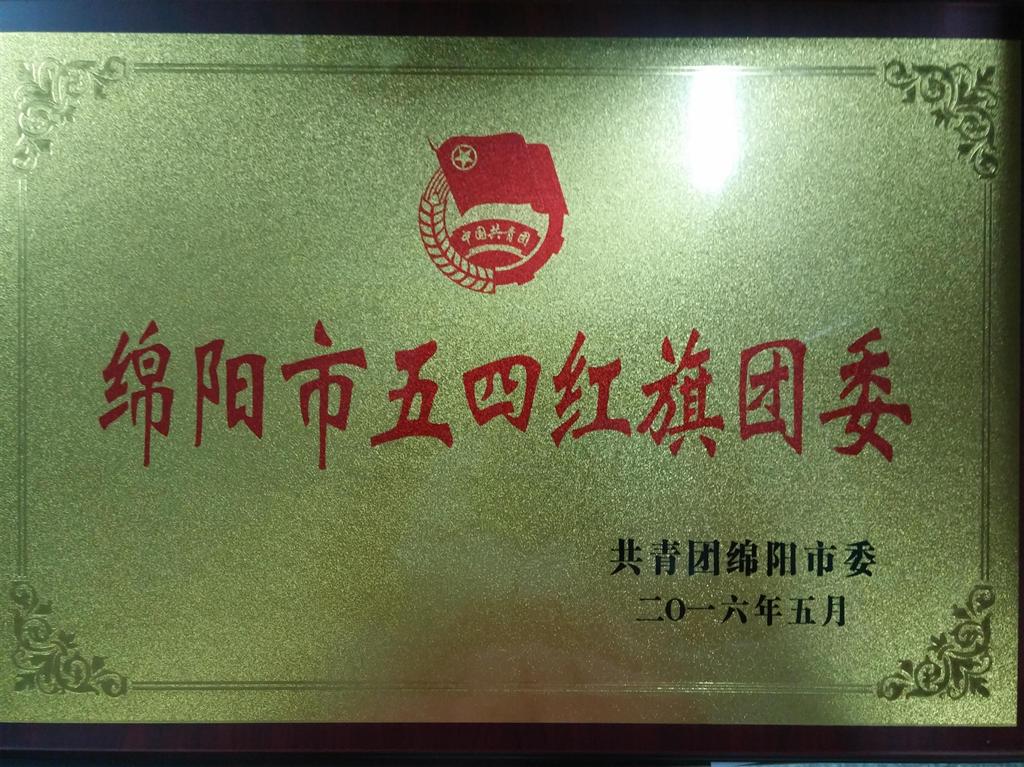 中国共青团
绵阳市五四红旗团委
共青团绵阳市委
二O一六年五月